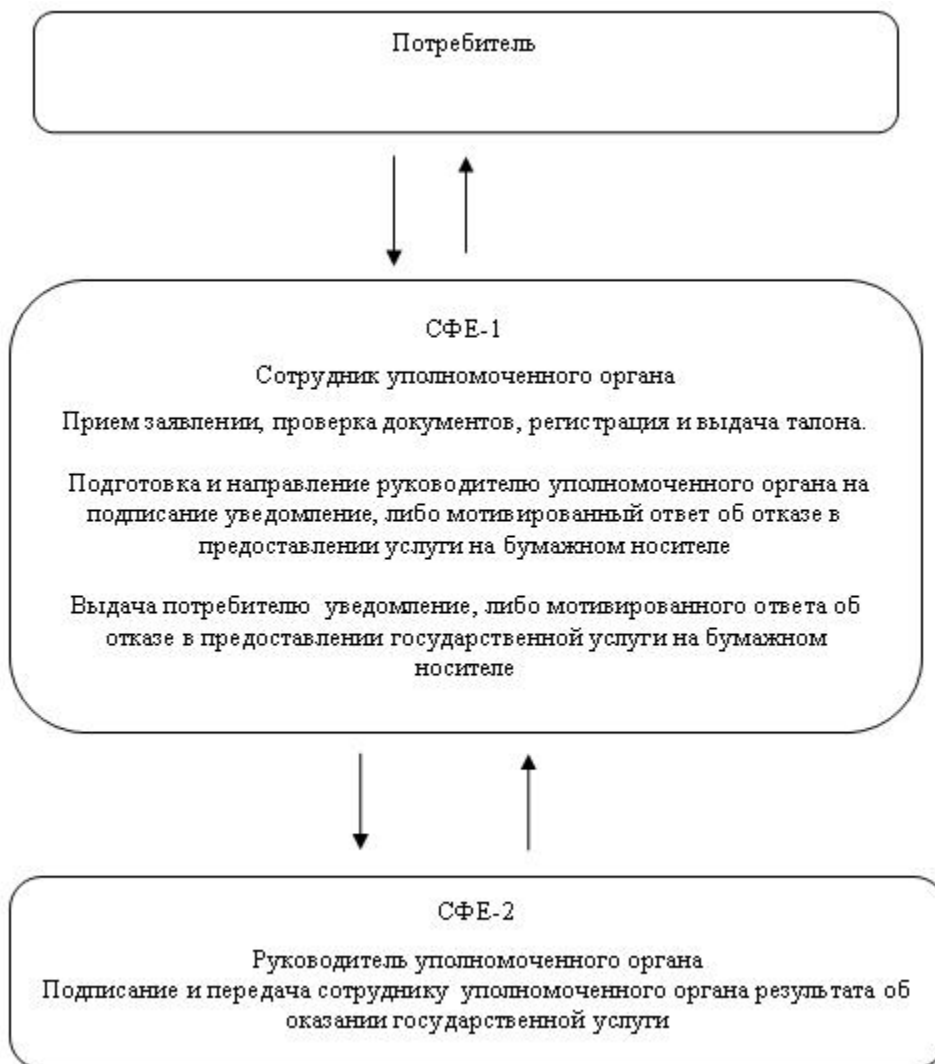 Потребитель
СФЕ-1
Сотрудник уполномоченного органа
Прием заявлении, проверка документов, регистрация и выдача талона.
Подготовка и направление руководителю уполномоченного органа на
подписание уведомление, либо мотивированный ответ об отказе в
предоставлении услуги на бумажном носителе
Выдача потребителю уведомление, либо мотивированного ответа об
отказе в предоставлении государственной услуги на бумажном
носителе
СФЕ-2
Руководитель уполномоченного органа
Подписание и передача сотруднику уполномоченного органа результата об
оказании государственной услуги